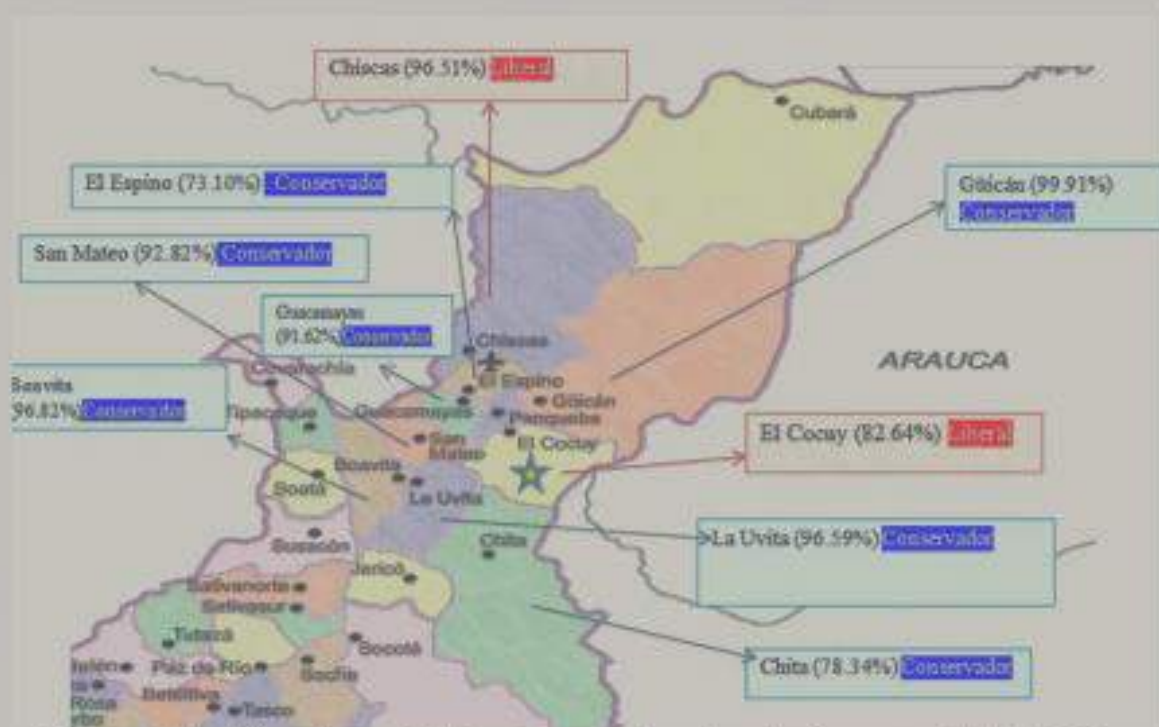 Chiscas (96.51%) Liberal
Cubará
El Espino (73.10%) Conservador
Güicán (99.91%)
Conservador
San Mateo (92.82%) Conservador
Guacamayas
(91.62%) Conservador
Chiscas
ARAUCA
Covarachía
Boavita
96.82%) Conservador
El Espino
Güicán
Tipacoque
Guacamayas
Panqueba
El Cocuy (82.64%) Liberal
San
Mateo
El Cocuy
Boavita
Soatá
La Uvita
Susacón
Chita
La Uvita (96.59%) Conservador
Jericó
Sativanorte
Sativasur
Tutazá
Socotá
Chita (78.34%) Conservador
Belén
Paz de Río
Socha
Rosa
Betéitiva
Tasco